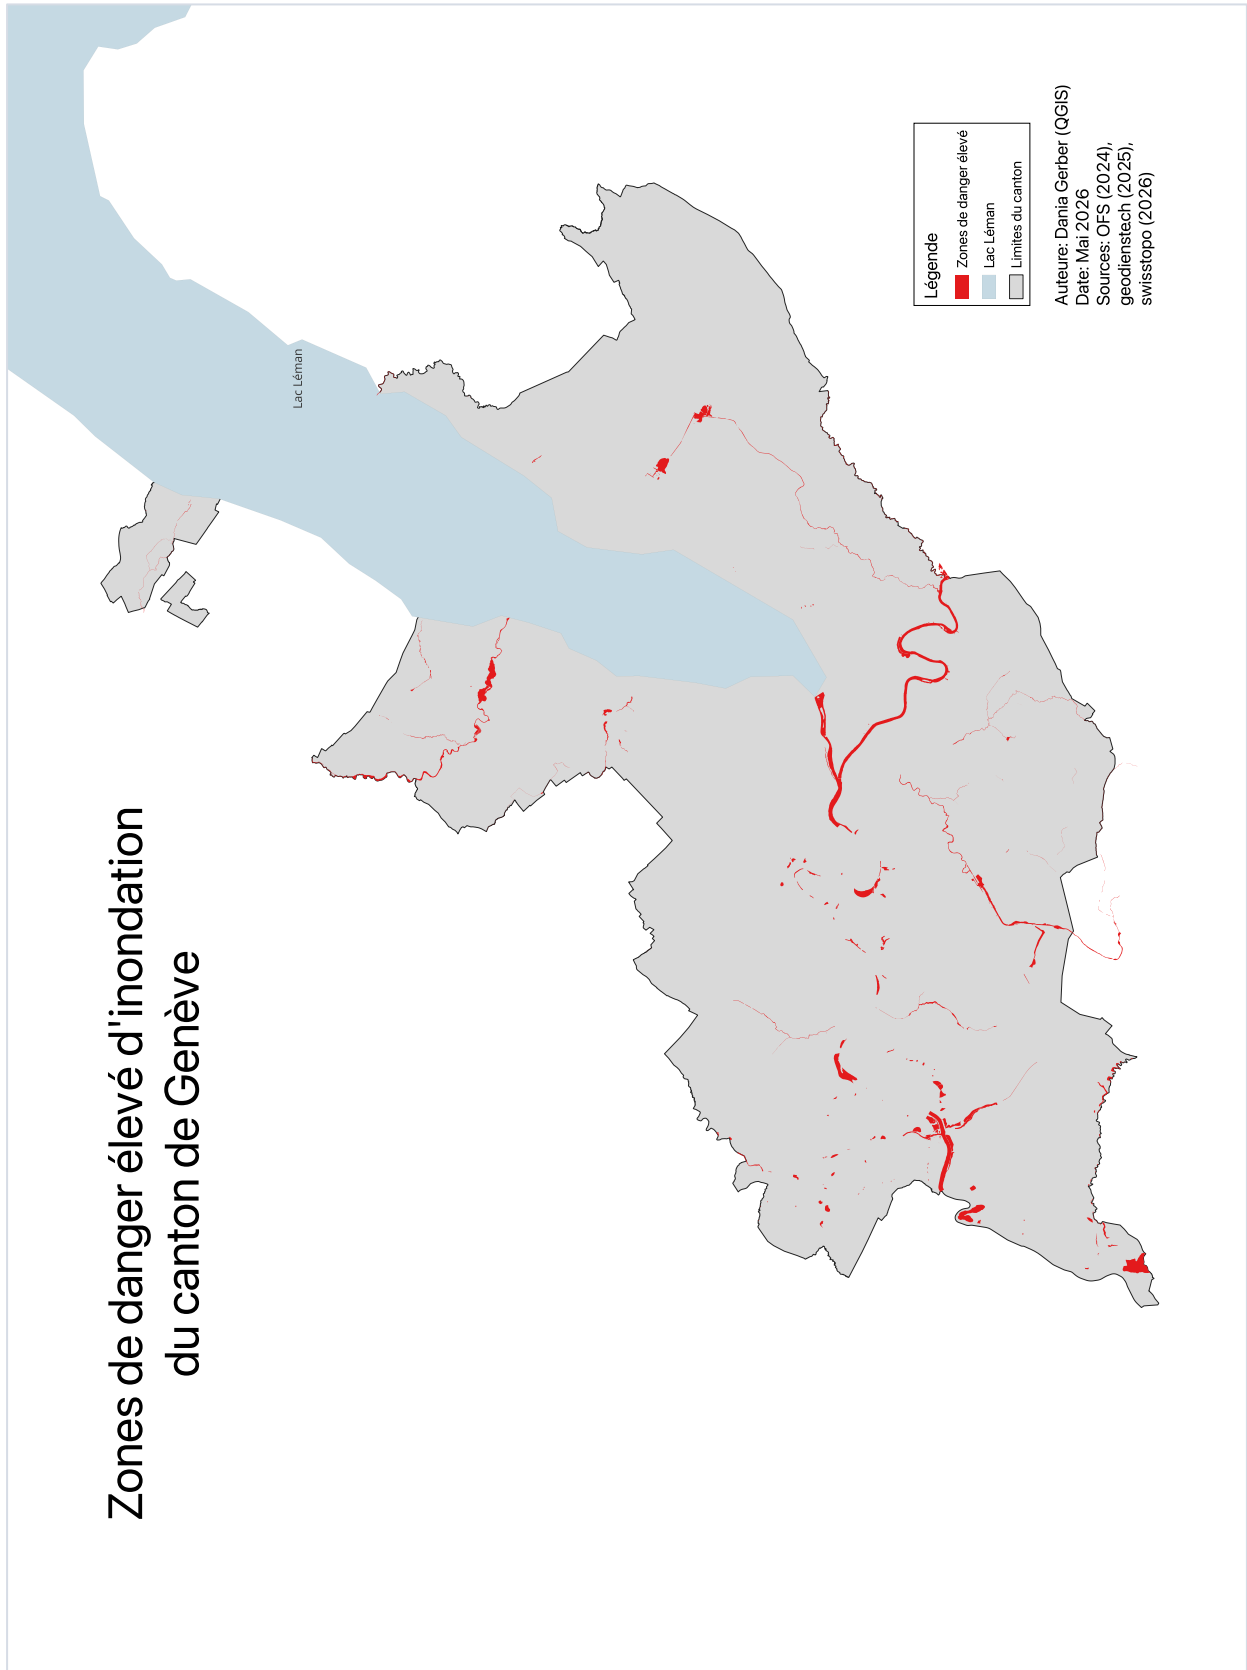 Zones de danger élevé d'inondation
du canton de Genève
Lac Léman
Légende
Zones de danger élevé
Lac Léman
Limites du canton
Auteure: Dania Gerber (QGIS)
Date: Mai 2026
Sources: OFS (2024),
geodienstech (2025),
swisstopo (2026)